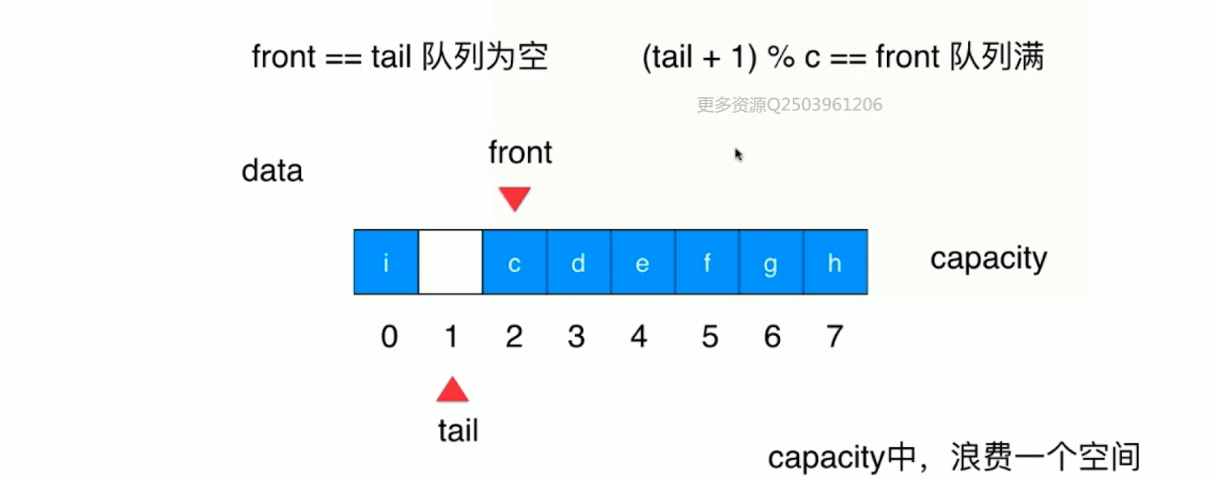 front == tail 队列为空
(tail + 1) % c == front 队列满
更多资源Q2503961206
front
data
i c d e f g h
capacity
0 1 2 3 4 5 6 7
tail
capacity中，浪费一个空间